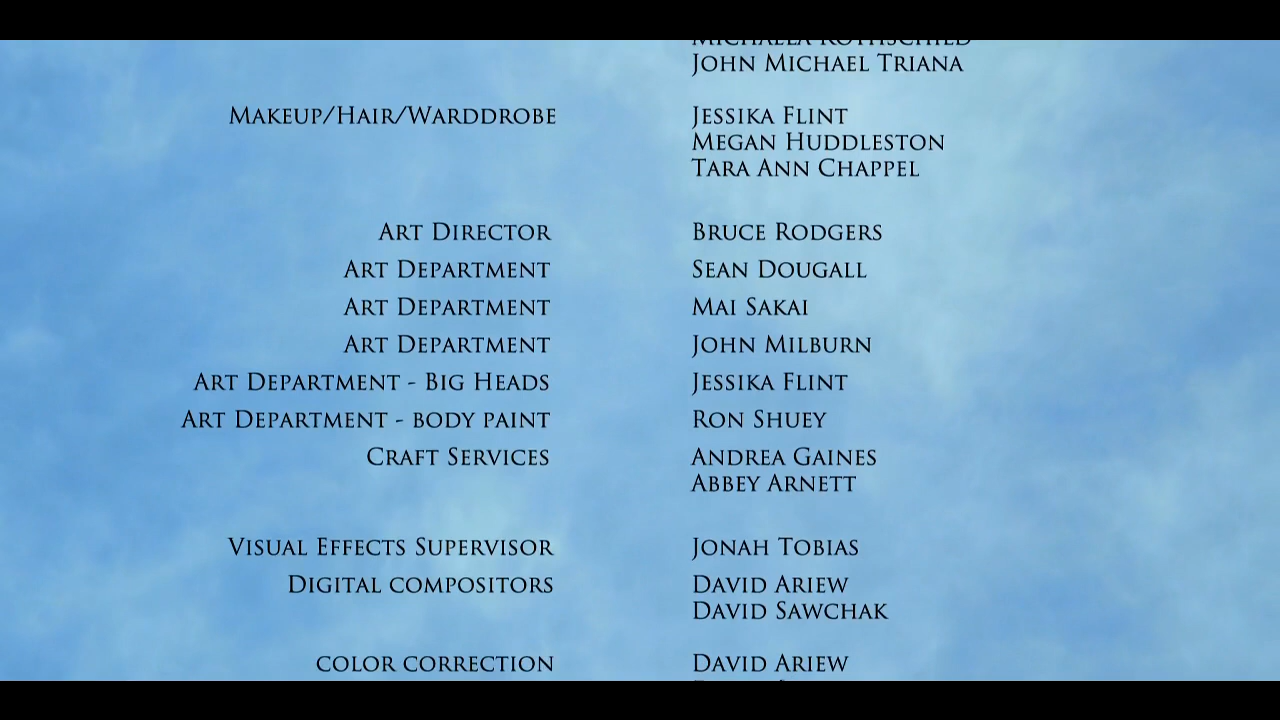 Michaela Rothschild
John Michael Triana
Makeup/Hair/Warddrobe Jessika Flint
Megan Huddleston
Tara Ann Chappel
Art Director Bruce Rodgers
Art Department Sean Dougall
Art Department Mai Sakai
Art Department John Milburn
Art Department - Big Heads Jessika Flint
Art Department - body paint Ron Shuey
Craft Services Andrea Gaines
Abbey Arnett
Visual Effects Supervisor Jonah Tobias
Digital compositors David Ariew
David Sawchak
color correction David Ariew